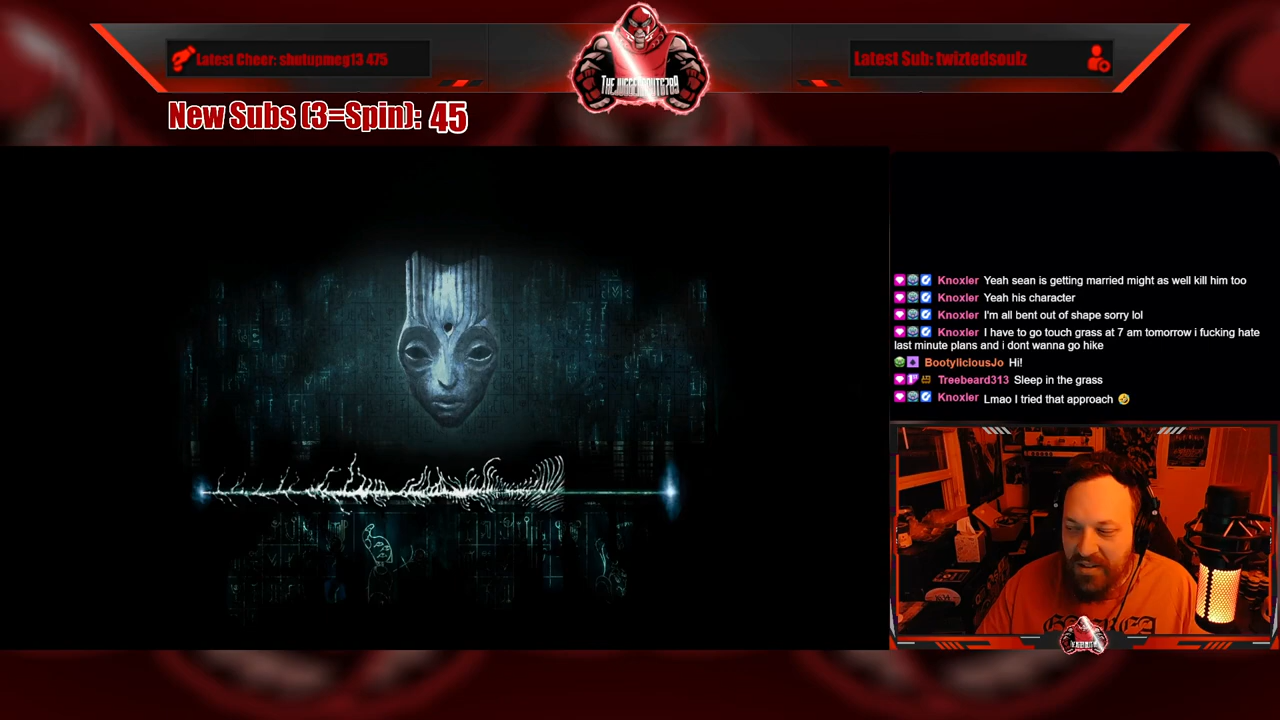 Latest Cheer: shutupmeg13 475
THEJUGGERNOUT6789
Latest Sub: twiztedsoulz
New Subs (3=Spin): 45
Knoxler Yeah sean is getting married might as well kill him too
Knoxler Yeah his character
Knoxler I'm all bent out of shape sorry lol
Knoxler I have to go touch grass at 7 am tomorrow i fucking hate
last minute plans and i dont wanna go hike
BootyliciousJo Hi!
Treebeard313 Sleep in the grass
Knoxler Lmao I tried that approach 🤣